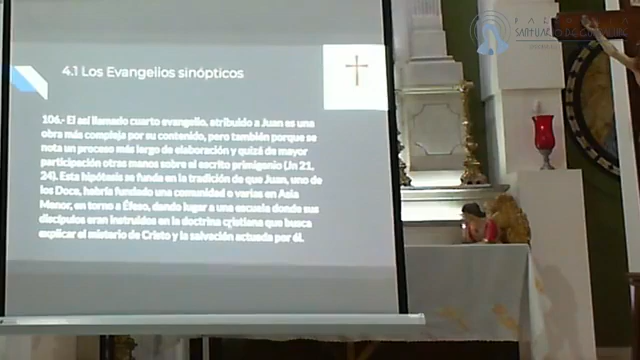 4.1 Los Evangelios sinópticos
106.- El así llamado cuarto evangelio, atribuido a Juan es una
obra más compleja por su contenido, pero también porque se
nota un proceso más largo de elaboración y quizá de mayor
participación otras manos sobre el escrito primigenio (Jn 21,
24). Esta hipótesis se funda en la tradición de que Juan, uno de
los Doce, habría fundado una comunidad o varias en Asia
Menor, en torno a Éfeso, dando lugar a una escuela donde sus
discípulos eran instruidos en la doctrina cristiana que busca
explicar el misterio de Cristo y la salvación actuada por él.
SANTUARIO DE